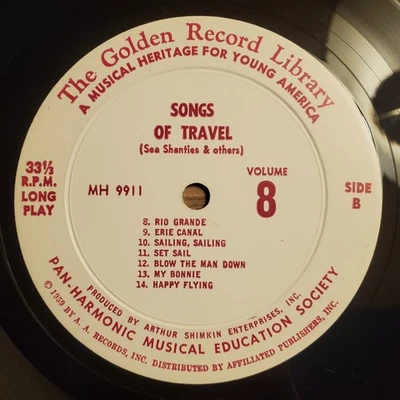 The Golden Record Library
A MUSICAL HERITAGE FOR YOUNG AMERICA
SONGS
OF TRAVEL
(Sea Shanties & others)
33⅓
R.P.M.
LONG
PLAY
MH 9911
VOLUME
8
SIDE
B
8. RIO GRANDE
9. ERIE CANAL
10. SAILING, SAILING
11. SET SAIL
12. BLOW THE MAN DOWN
13. MY BONNIE
14. HAPPY FLYING
PRODUCED BY ARTHUR SHIMKIN ENTERPRISES, INC.
PAN-HARMONIC MUSICAL EDUCATION SOCIETY
© 1959 BY A. A. RECORDS, INC. DISTRIBUTED BY AFFILIATED PUBLISHERS, INC.